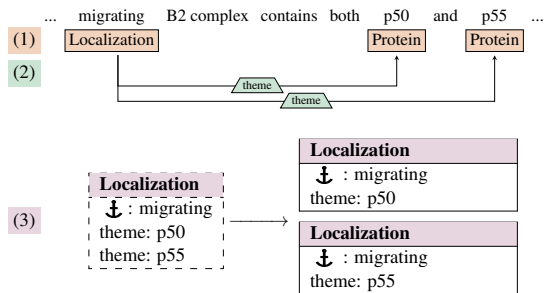 ... migrating B2 complex contains both p50 and p55 ...
(1) Localization Protein Protein
(2)
theme
theme
(3)
Localization
⚓ : migrating
theme: p50
theme: p55
Localization
⚓ : migrating
theme: p50
Localization
⚓ : migrating
theme: p55